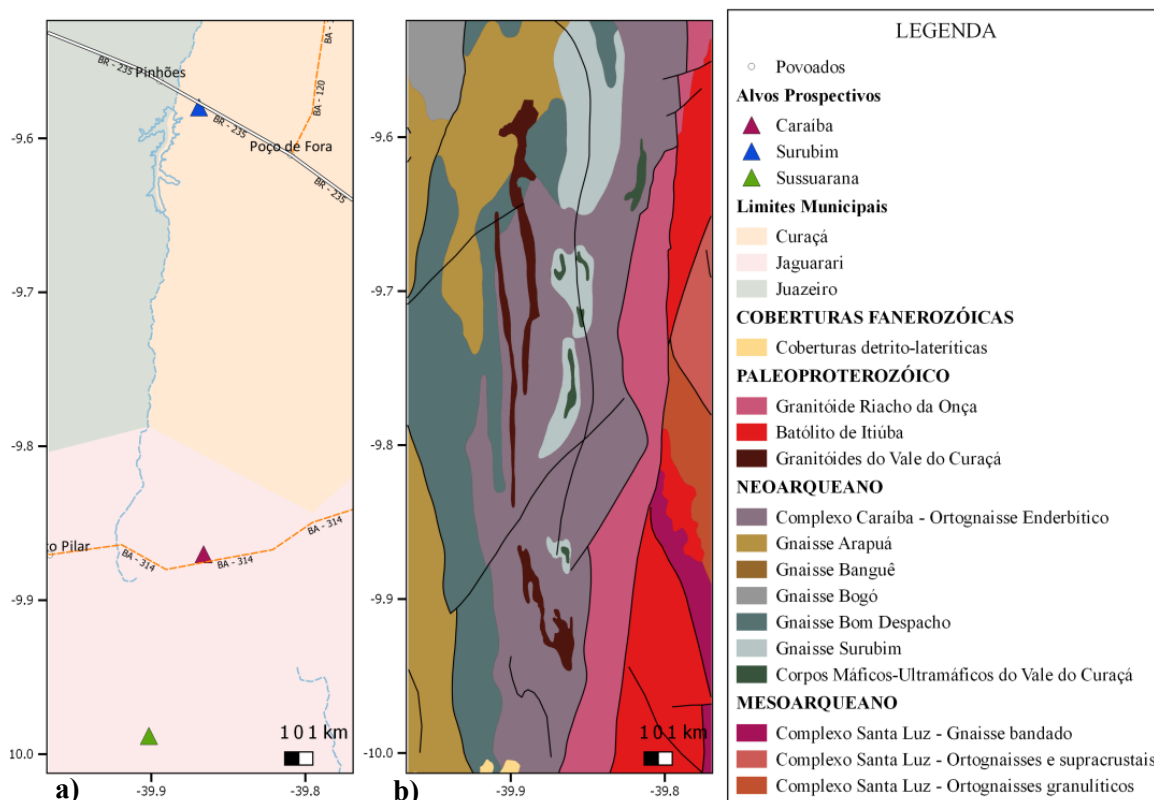 BR - 235
Pinhões
BA -
BA - 120
BR - 235
Poço de Fora
BR - 235
-9.6
-9.7
-9.8
-9.9
10.0
to Pilar
BA - 314
BA - 314
BA - 314
1 0 1 km
a)
-39.9
-39.8
-9.6
-9.7
-9.8
-9.9
-10.0
1 0 1 km
b)
-39.9
-39.8
LEGENDA
Povoados
Alvos Prospectivos
Caraíba
Surubim
Sussuarana
Limites Municipais
Curaçá
Jaguarari
Juazeiro
COBERTURAS FANEROZÓICAS
Coberturas detrito-lateríticas
PALEOPROTEROZÓICO
Granitóide Riacho da Onça
Batólito de Itiúba
Granitóides do Vale do Curaçá
NEOARQUEANO
Complexo Caraíba - Ortognaisse Enderbítico
Gnaisse Arapuá
Gnaisse Banguê
Gnaisse Bogó
Gnaisse Bom Despacho
Gnaisse Surubim
Corpos Máficos-Ultramáficos do Vale do Curaçá
MESOARQUEANO
Complexo Santa Luz - Gnaisse bandado
Complexo Santa Luz - Ortognaisses e supracrustais
Complexo Santa Luz - Ortognaisses granulíticos